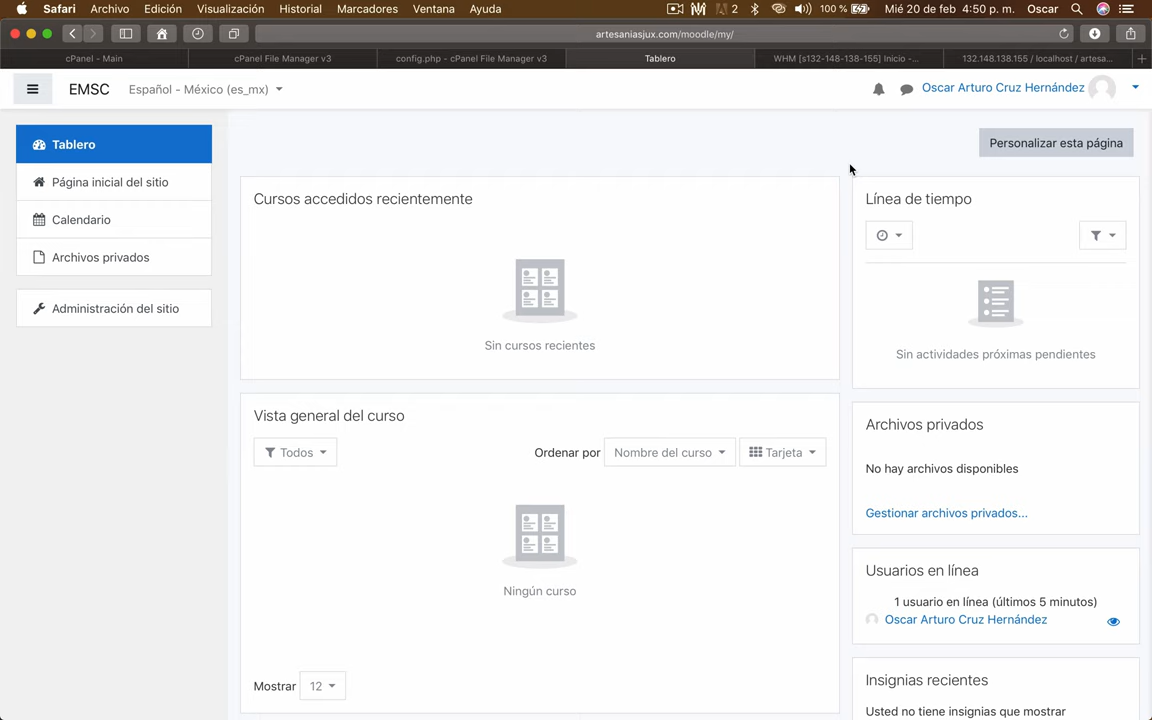 Safari Archivo Edición Visualización Historial Marcadores Ventana Ayuda 2 100 % Mié 20 de feb 4:50 p. m. Oscar
artesaniasjux.com/moodle/my/
cPanel - Main cPanel File Manager v3 config.php - cPanel File Manager v3 Tablero WHM [s132-148-138-155] Inicio -... 132.148.138.155 / localhost / artesa...
EMSC Español - México (es_mx) Oscar Arturo Cruz Hernández
Tablero
Página inicial del sitio
Calendario
Archivos privados
Administración del sitio
Personalizar esta página
Cursos accedidos recientemente
Sin cursos recientes
Vista general del curso
Todos Ordenar por Nombre del curso Tarjeta
Ningún curso
Mostrar 12
Línea de tiempo
Sin actividades próximas pendientes
Archivos privados
No hay archivos disponibles
Gestionar archivos privados...
Usuarios en línea
1 usuario en línea (últimos 5 minutos)
Oscar Arturo Cruz Hernández
Insignias recientes
Usted no tiene insignias que mostrar